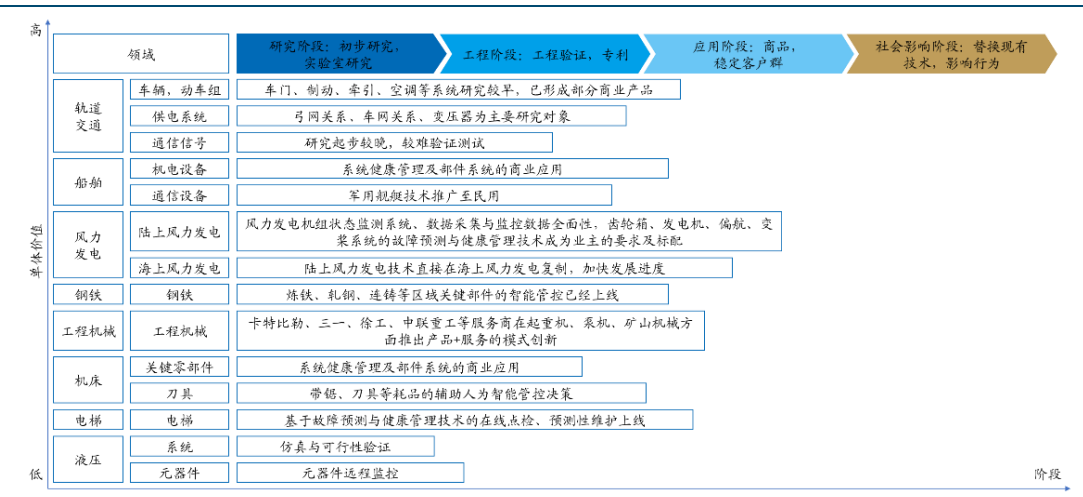 高
领域
研究阶段：初步研究，
实验室研究
工程阶段：工程验证，专利
应用阶段：商品，
稳定客户群
社会影响阶段：替换现有
技术，影响行为
轨道
交通
车辆，动车组
车门、制动、牵引、空调等系统研究较早，已形成部分商业产品
供电系统
弓网关系、车网关系、变压器为主要研究对象
通信信号
研究起步较晚，较难验证测试
船舶
机电设备
系统健康管理及部件系统的商业应用
通信设备
军用舰艇技术推广至民用
单体价值
风力
发电
陆上风力发电
风力发电机组状态监测系统、数据采集与监控数据全面性，齿轮箱、发电机、偏航、变
桨系统的故障预测与健康管理技术成为业主的要求及标配
海上风力发电
陆上风力发电技术直接在海上风力发电复制，加快发展进度
钢铁
钢铁
炼铁、轧钢、连铸等区域关键部件的智能管控已经上线
工程机械
工程机械
卡特比勒、三一、徐工、中联重工等服务商在起重机、泵机、矿山机械方
面推出产品+服务的模式创新
机床
关键零部件
系统健康管理及部件系统的商业应用
刀具
带锯、刀具等耗品的辅助人为智能管控决策
电梯
电梯
基于故障预测与健康管理技术的在线点检、预测性维护上线
液压
系统
仿真与可行性验证
元器件
元器件远程监控
低
阶段